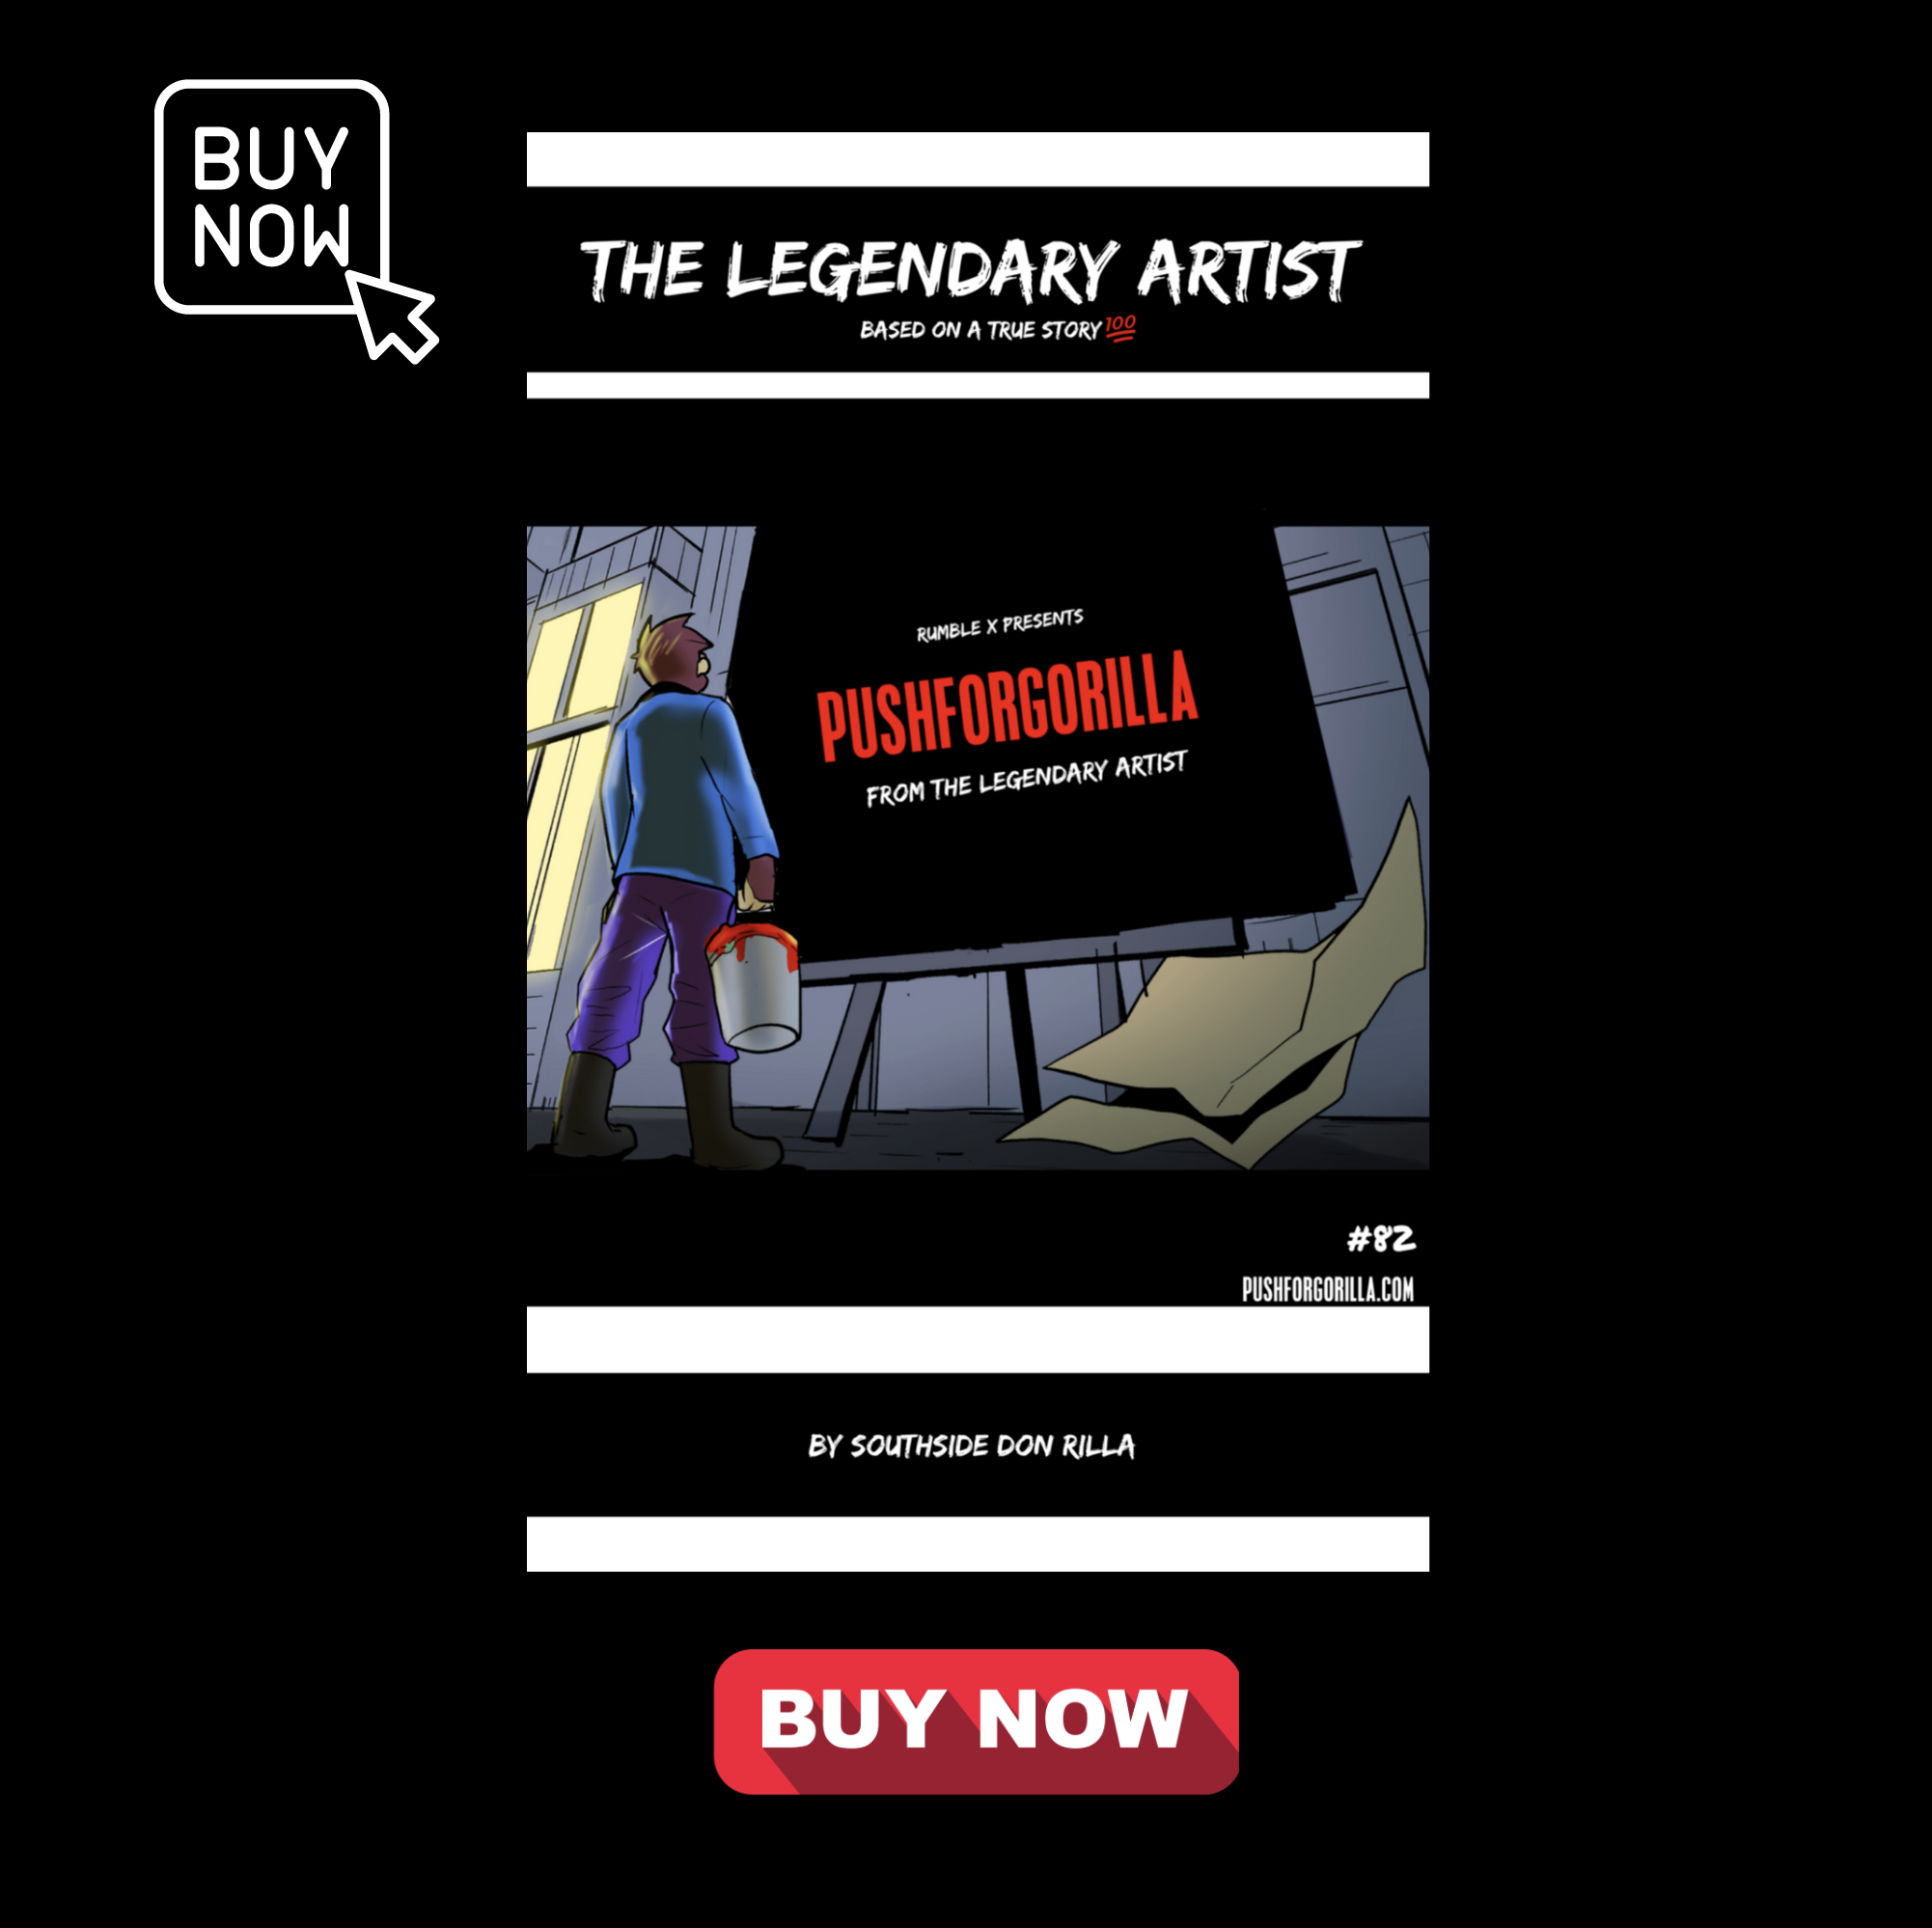 BUY
NOW
THE LEGENDARY ARTIST
BASED ON A TRUE STORY💯
RUMBLE X PRESENTS
PUSHFORGORILLA
FROM THE LEGENDARY ARTIST
#82
PUSHFORGORILLA.COM
BY SOUTHSIDE DON RILLA
BUY NOW